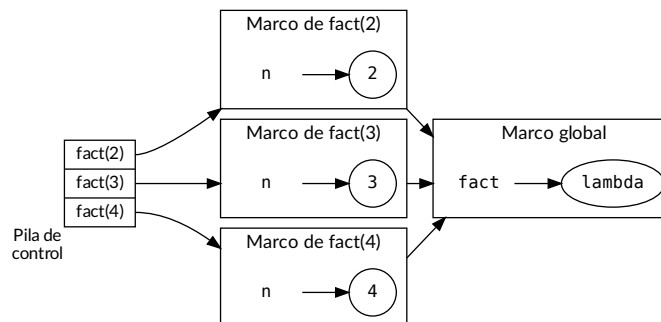 Marco de fact(2)
n
2
Marco de fact(3)
n
3
Marco de fact(4)
n
4
fact(2)
fact(3)
fact(4)
Pila de
control
Marco global
fact
lambda